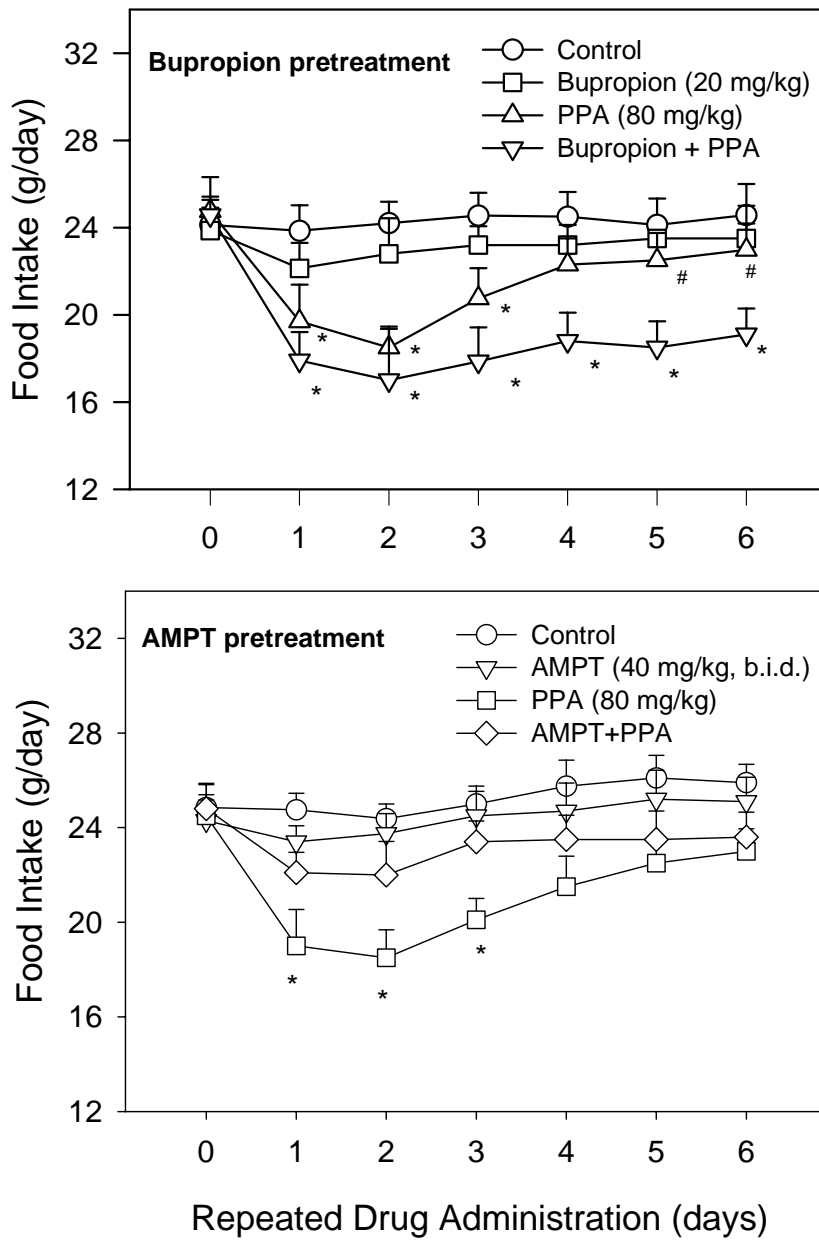 Bupropion pretreatment
Control
Bupropion (20 mg/kg)
PPA (80 mg/kg)
Bupropion + PPA
Food Intake (g/day)
32
28
24
20
16
12
# #
* * * 
* * * * * *
0 1 2 3 4 5 6
AMPT pretreatment
Control
AMPT (40 mg/kg, b.i.d.)
PPA (80 mg/kg)
AMPT+PPA
Food Intake (g/day)
32
28
24
20
16
12
* * *
0 1 2 3 4 5 6
Repeated Drug Administration (days)